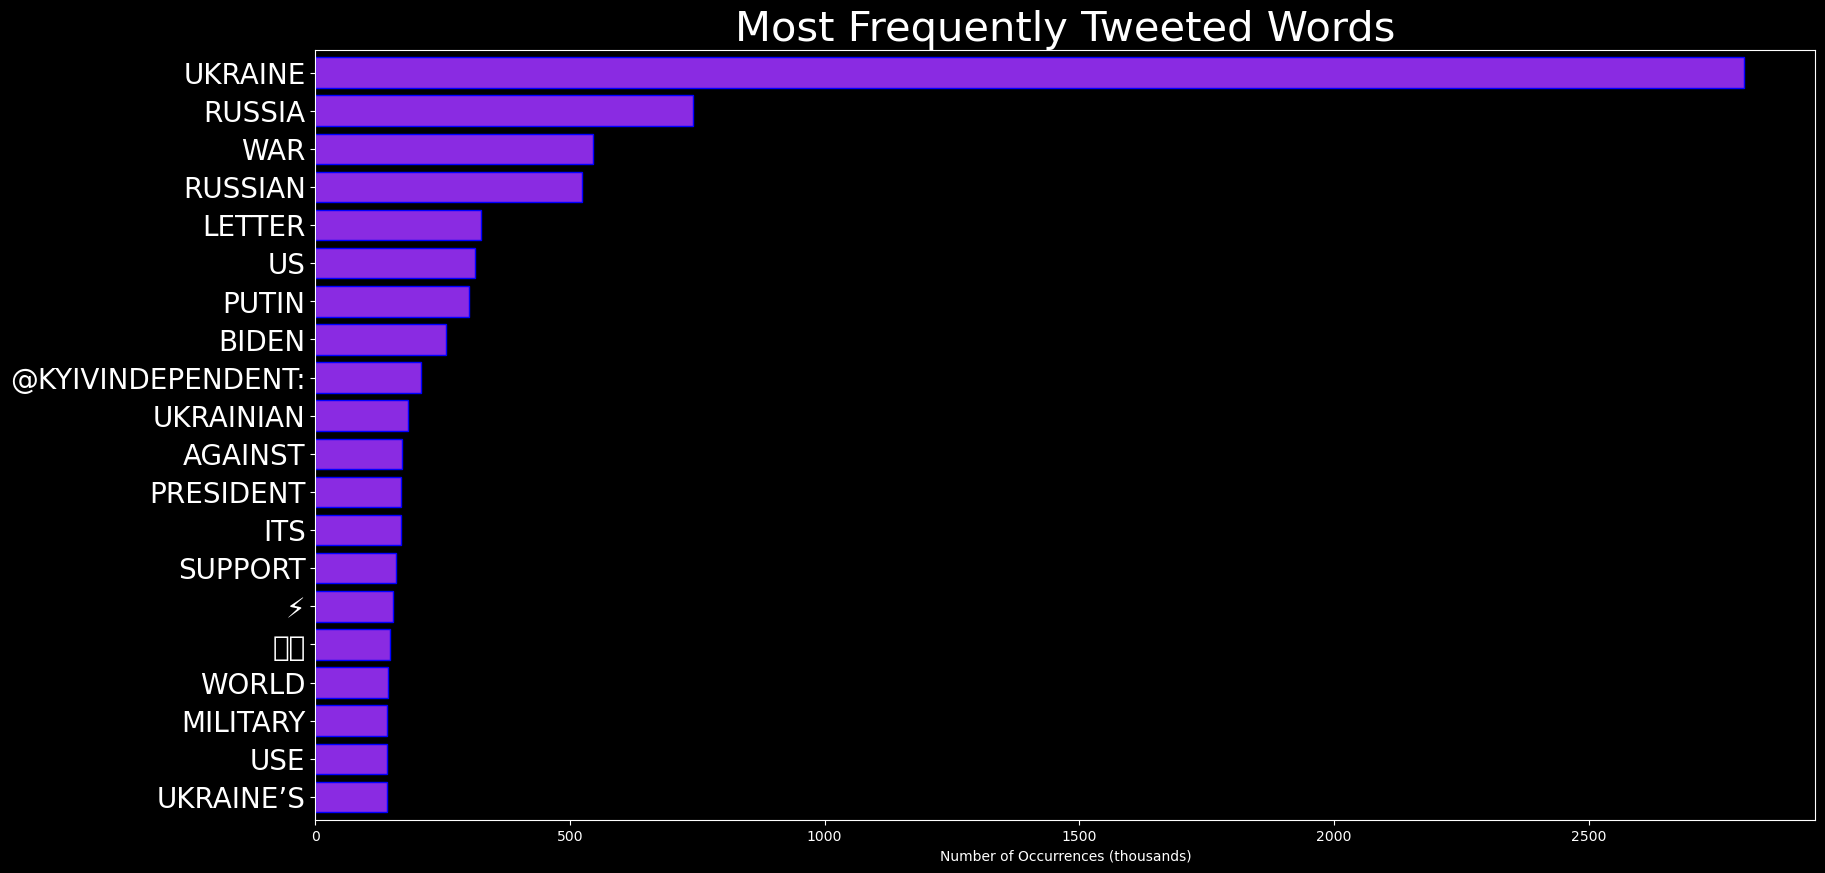 Most Frequently Tweeted Words
UKRAINE
RUSSIA
WAR
RUSSIAN
LETTER
US
PUTIN
BIDEN
@KYIVINDEPENDENT:
UKRAINIAN
AGAINST
PRESIDENT
ITS
SUPPORT
⚡
WORLD
MILITARY
USE
UKRAINE’S
0 500 1000 1500 2000 2500
Number of Occurrences (thousands)